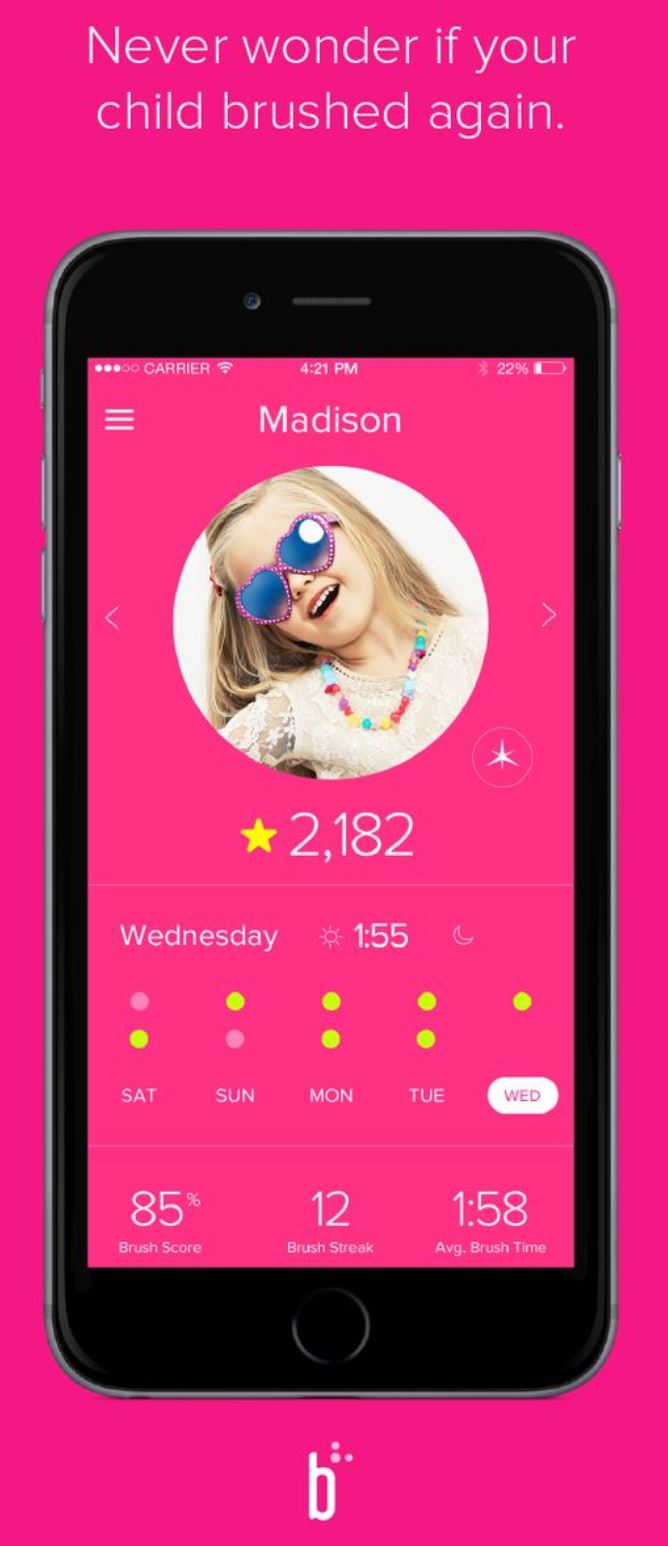 Never wonder if your
child brushed again.
CARRIER 4:21 PM 22%
Madison
2,182
Wednesday 1:55
SAT SUN MON TUE WED
85% 12 1:58
Brush Score Brush Streak Avg. Brush Time
b